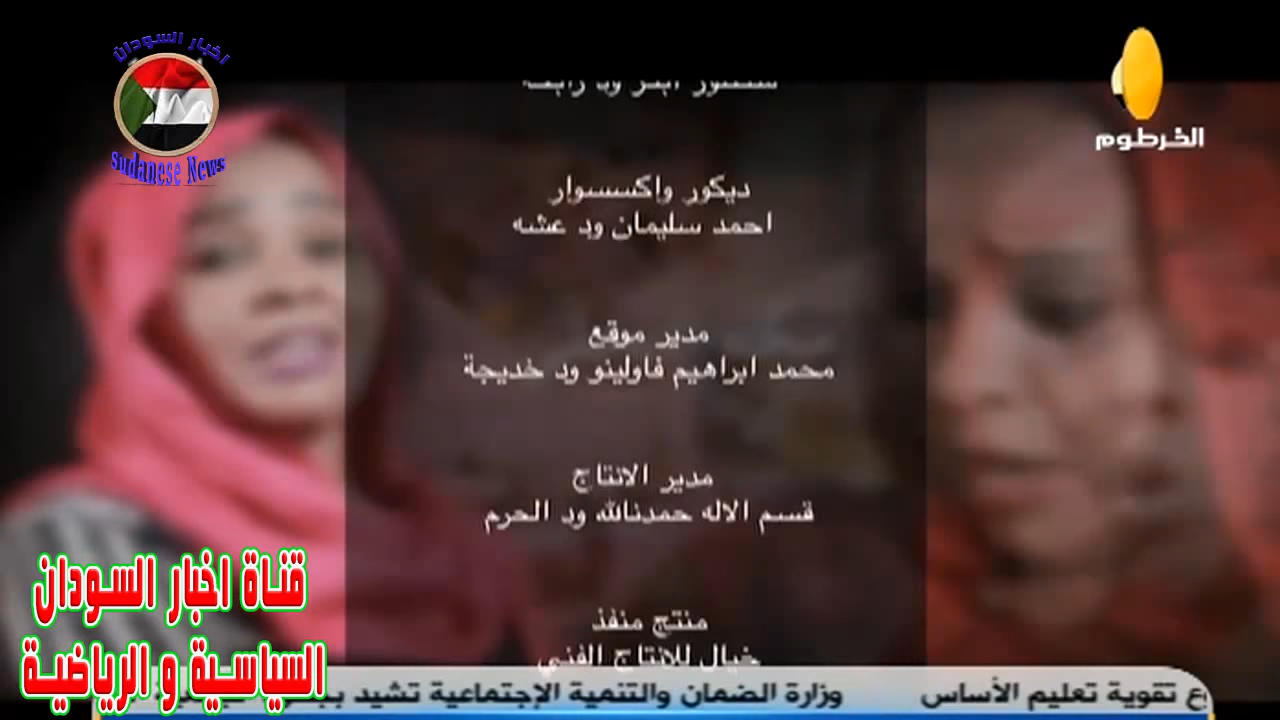 اخبار السودان
Sudanese News
الخرطوم
ديكور واكسسوار
احمد سليمان ود عشه
مدير موقع
محمد ابراهيم فاولينو ود خديجة
مدير الانتاج
قسم الاله حمدنالله ود الحرم
منتج منفذ
خيال للانتاج الفني
قناة اخبار السودان
السياسية و الرياضية
تقوية تعليم الأساس
وزارة الضمان والتنمية الإجتماعية تشيد